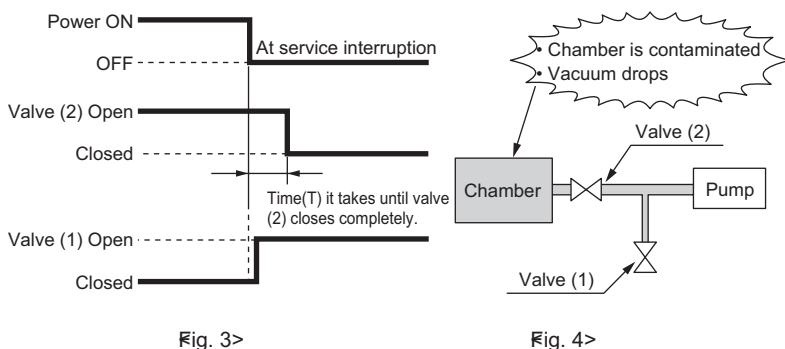 Power ON
OFF
At service interruption
Valve (2) Open
Closed
Time(T) it takes until valve
(2) closes completely.
Valve (1) Open
Closed
Fig. 3>
• Chamber is contaminated
• Vacuum drops
Valve (2)
Chamber
Pump
Valve (1)
Fig. 4>